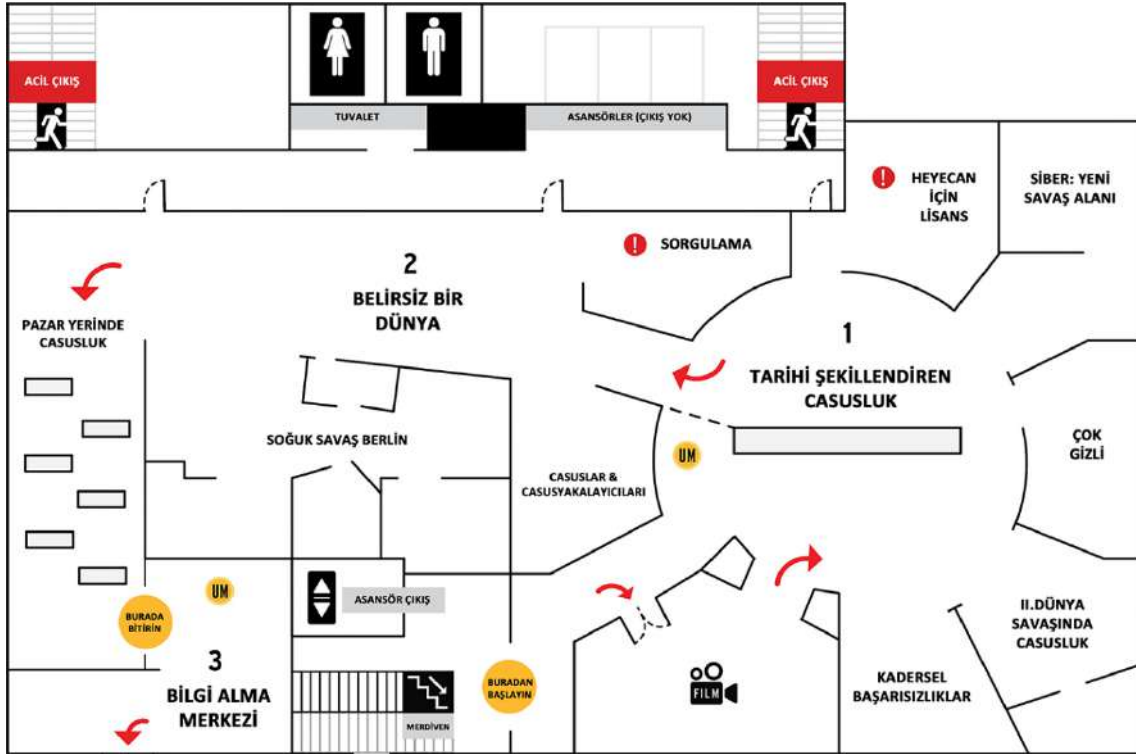 ACİL ÇIKIŞ
ACİL ÇIKIŞ
TUVALET
ASANSÖRLER (ÇIKIŞ YOK)
HEYECAN
İÇİN
LİSANS
SİBER: YENİ
SAVAŞ ALANI
SORGULAMA
2
BELİRSİZ BİR
DÜNYA
PAZAR YERİNDE
CASUSLUK
1
TARİHİ ŞEKİLLENDİREN
CASUSLUK
SOĞUK SAVAŞ BERLİN
UM
ÇOK
GİZLİ
CASUSLAR &
CASUSYAKALAYICILARI
UM
ASANSÖR ÇIKIŞ
BURADA
BİTİRİN
II.DÜNYA
SAVAŞINDA
CASUSLUK
3
BİLGİ ALMA
MERKEZİ
BURADAN
BAŞLAYIN
FILM
KADERSEL
BAŞARISIZLIKLAR
MERDİVEN